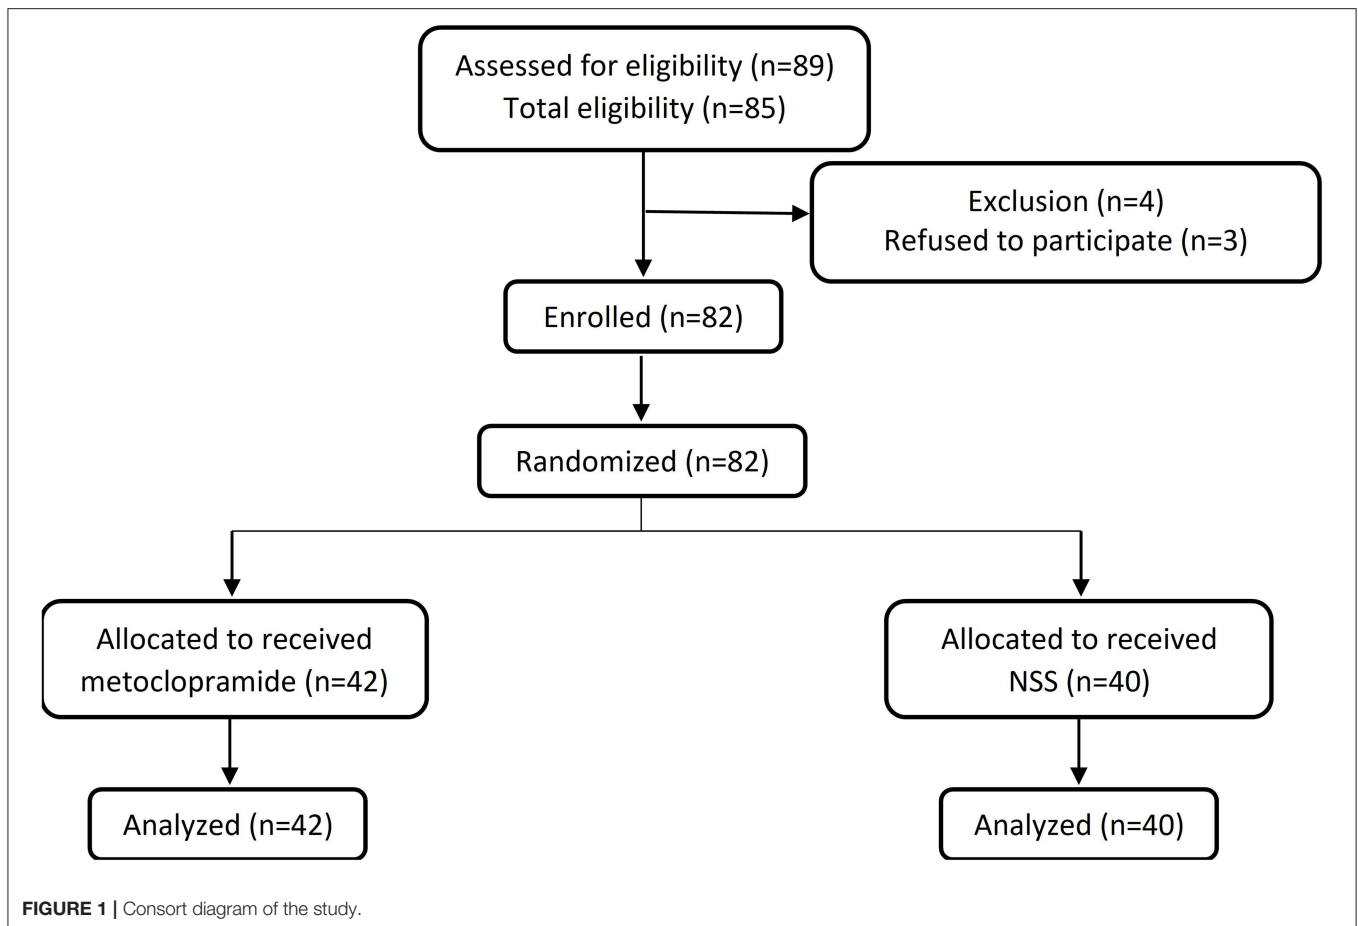 Assessed for eligibility (n=89)
Total eligibility (n=85)
Exclusion (n=4)
Refused to participate (n=3)
Enrolled (n=82)
Randomized (n=82)
Allocated to received
metoclopramide (n=42)
Allocated to received
NSS (n=40)
Analyzed (n=42)
Analyzed (n=40)
FIGURE 1 | Consort diagram of the study.